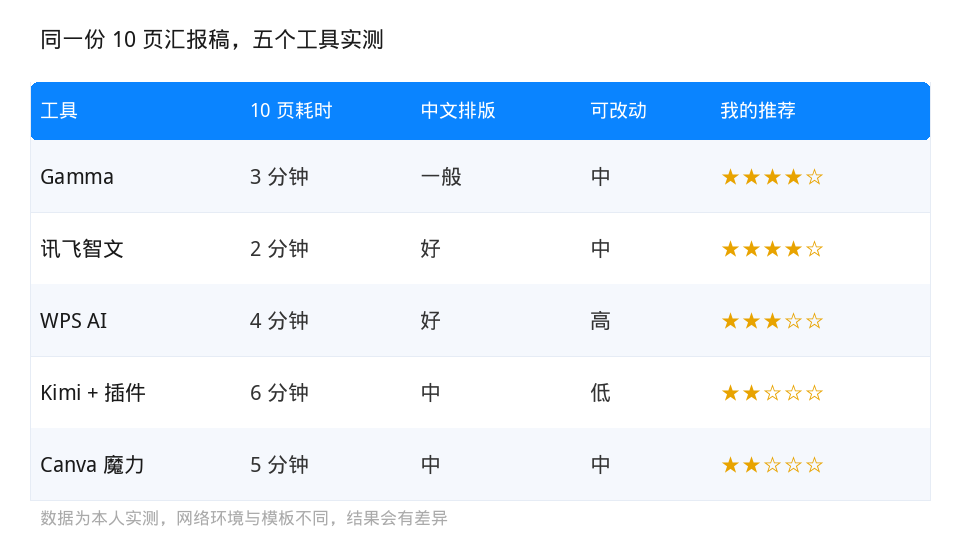 同一份 10 页汇报稿，五个工具实测
工具 10 页耗时 中文排版 可改动 我的推荐
Gamma 3 分钟 一般 中 ★★★★☆
讯飞智文 2 分钟 好 中 ★★★★☆
WPS AI 4 分钟 好 高 ★★★☆☆
Kimi + 插件 6 分钟 中 低 ★★☆☆☆
Canva 魔力 5 分钟 中 中 ★★☆☆☆
数据为本人实测，网络环境与模板不同，结果会有差异